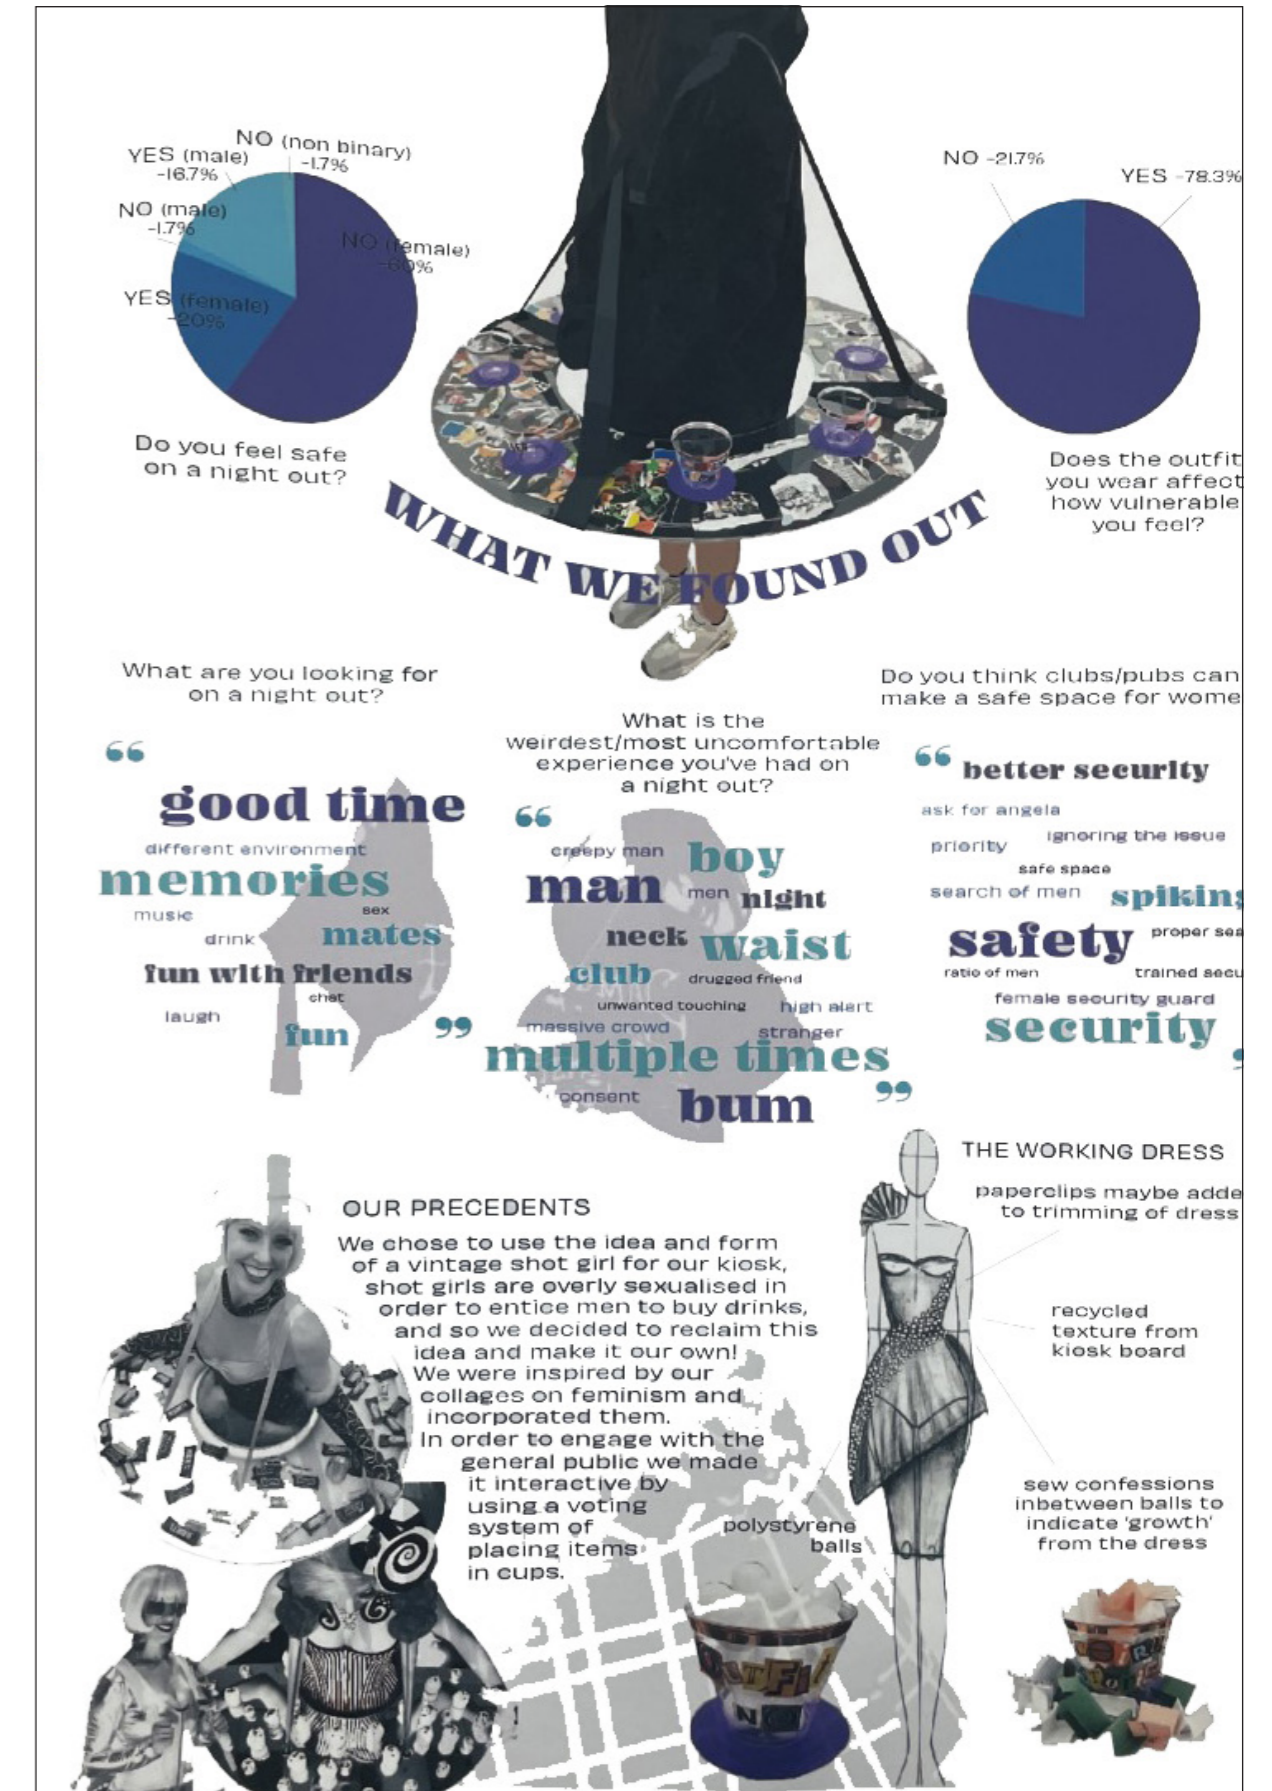 NO (non binary)
-1.7%
YES (male)
-16.7%
NO (male)
-1.7%
NO (female)
-60%
YES (female)
-20%
Do you feel safe
on a night out?
NO -21.7%
YES -78.3%
Does the outfit
you wear affect
how vulnerable
you feel?
WHAT WE FOUND OUT
What are you looking for
on a night out?
“
good time
different environment
memories
music
sex
drink
mates
fun with friends
chat
laugh
fun
”
What is the
weirdest/most uncomfortable
experience you've had on
a night out?
“
creepy man
boy
man
men
night
neck
waist
club
drugged friend
unwanted touching
high alert
massive crowd
stranger
multiple times
consent
bum
”
Do you think clubs/pubs can
make a safe space for wome
“
better security
ask for angela
ignoring the issue
priority
safe space
search of men
spiking
safety
proper sea
ratio of men
trained secu
female security guard
security
OUR PRECEDENTS
We chose to use the idea and form
of a vintage shot girl for our kiosk,
shot girls are overly sexualised in
order to entice men to buy drinks,
and so we decided to reclaim this
idea and make it our own!
We were inspired by our
collages on feminism and
incorporated them.
In order to engage with the
general public we made
it interactive by
using a voting
system of
placing items
in cups.
THE WORKING DRESS
paperclips maybe adde
to trimming of dress
recycled
texture from
kiosk board
sew confessions
inbetween balls to
indicate 'growth'
from the dress
polystyrene
balls
NO